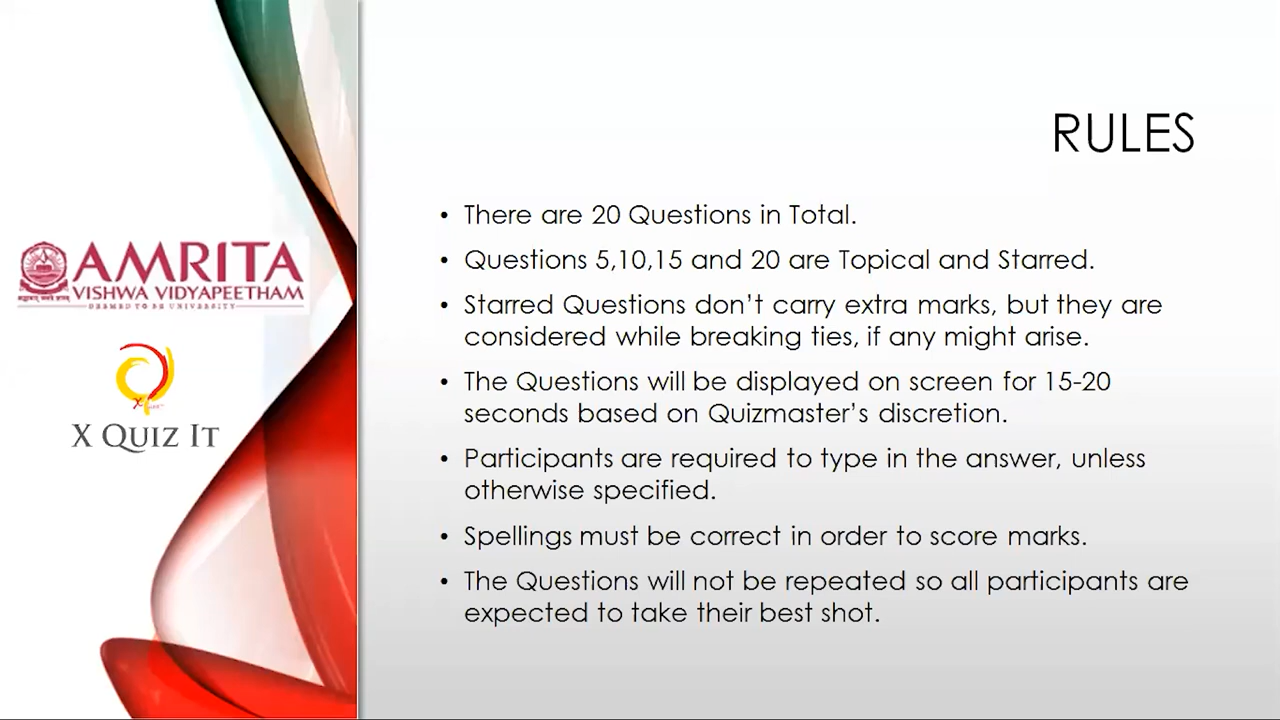 RULES
• There are 20 Questions in Total.
• Questions 5,10,15 and 20 are Topical and Starred.
• Starred Questions don't carry extra marks, but they are
considered while breaking ties, if any might arise.
• The Questions will be displayed on screen for 15-20
seconds based on Quizmaster's discretion.
• Participants are required to type in the answer, unless
otherwise specified.
• Spellings must be correct in order to score marks.
• The Questions will not be repeated so all participants are
expected to take their best shot.
AMRITA
VISHWA VIDYAPEETHAM
DEEMED TO BE UNIVERSITY
X QUIZ IT